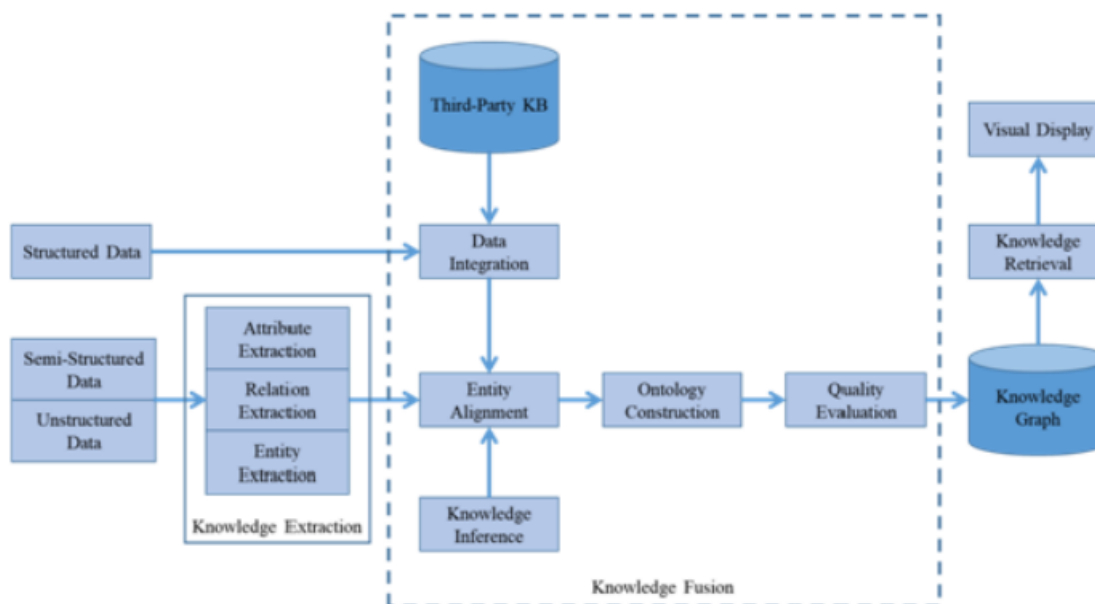 Third-Party KB
Visual Display
Structured Data
Data
Integration
Knowledge
Retrieval
Attribute
Extraction
Semi-Structured
Data
Relation
Extraction
Unstructured
Data
Entity
Extraction
Knowledge Extraction
Entity
Alignment
Ontology
Construction
Quality
Evaluation
Knowledge
Graph
Knowledge
Inference
Knowledge Fusion